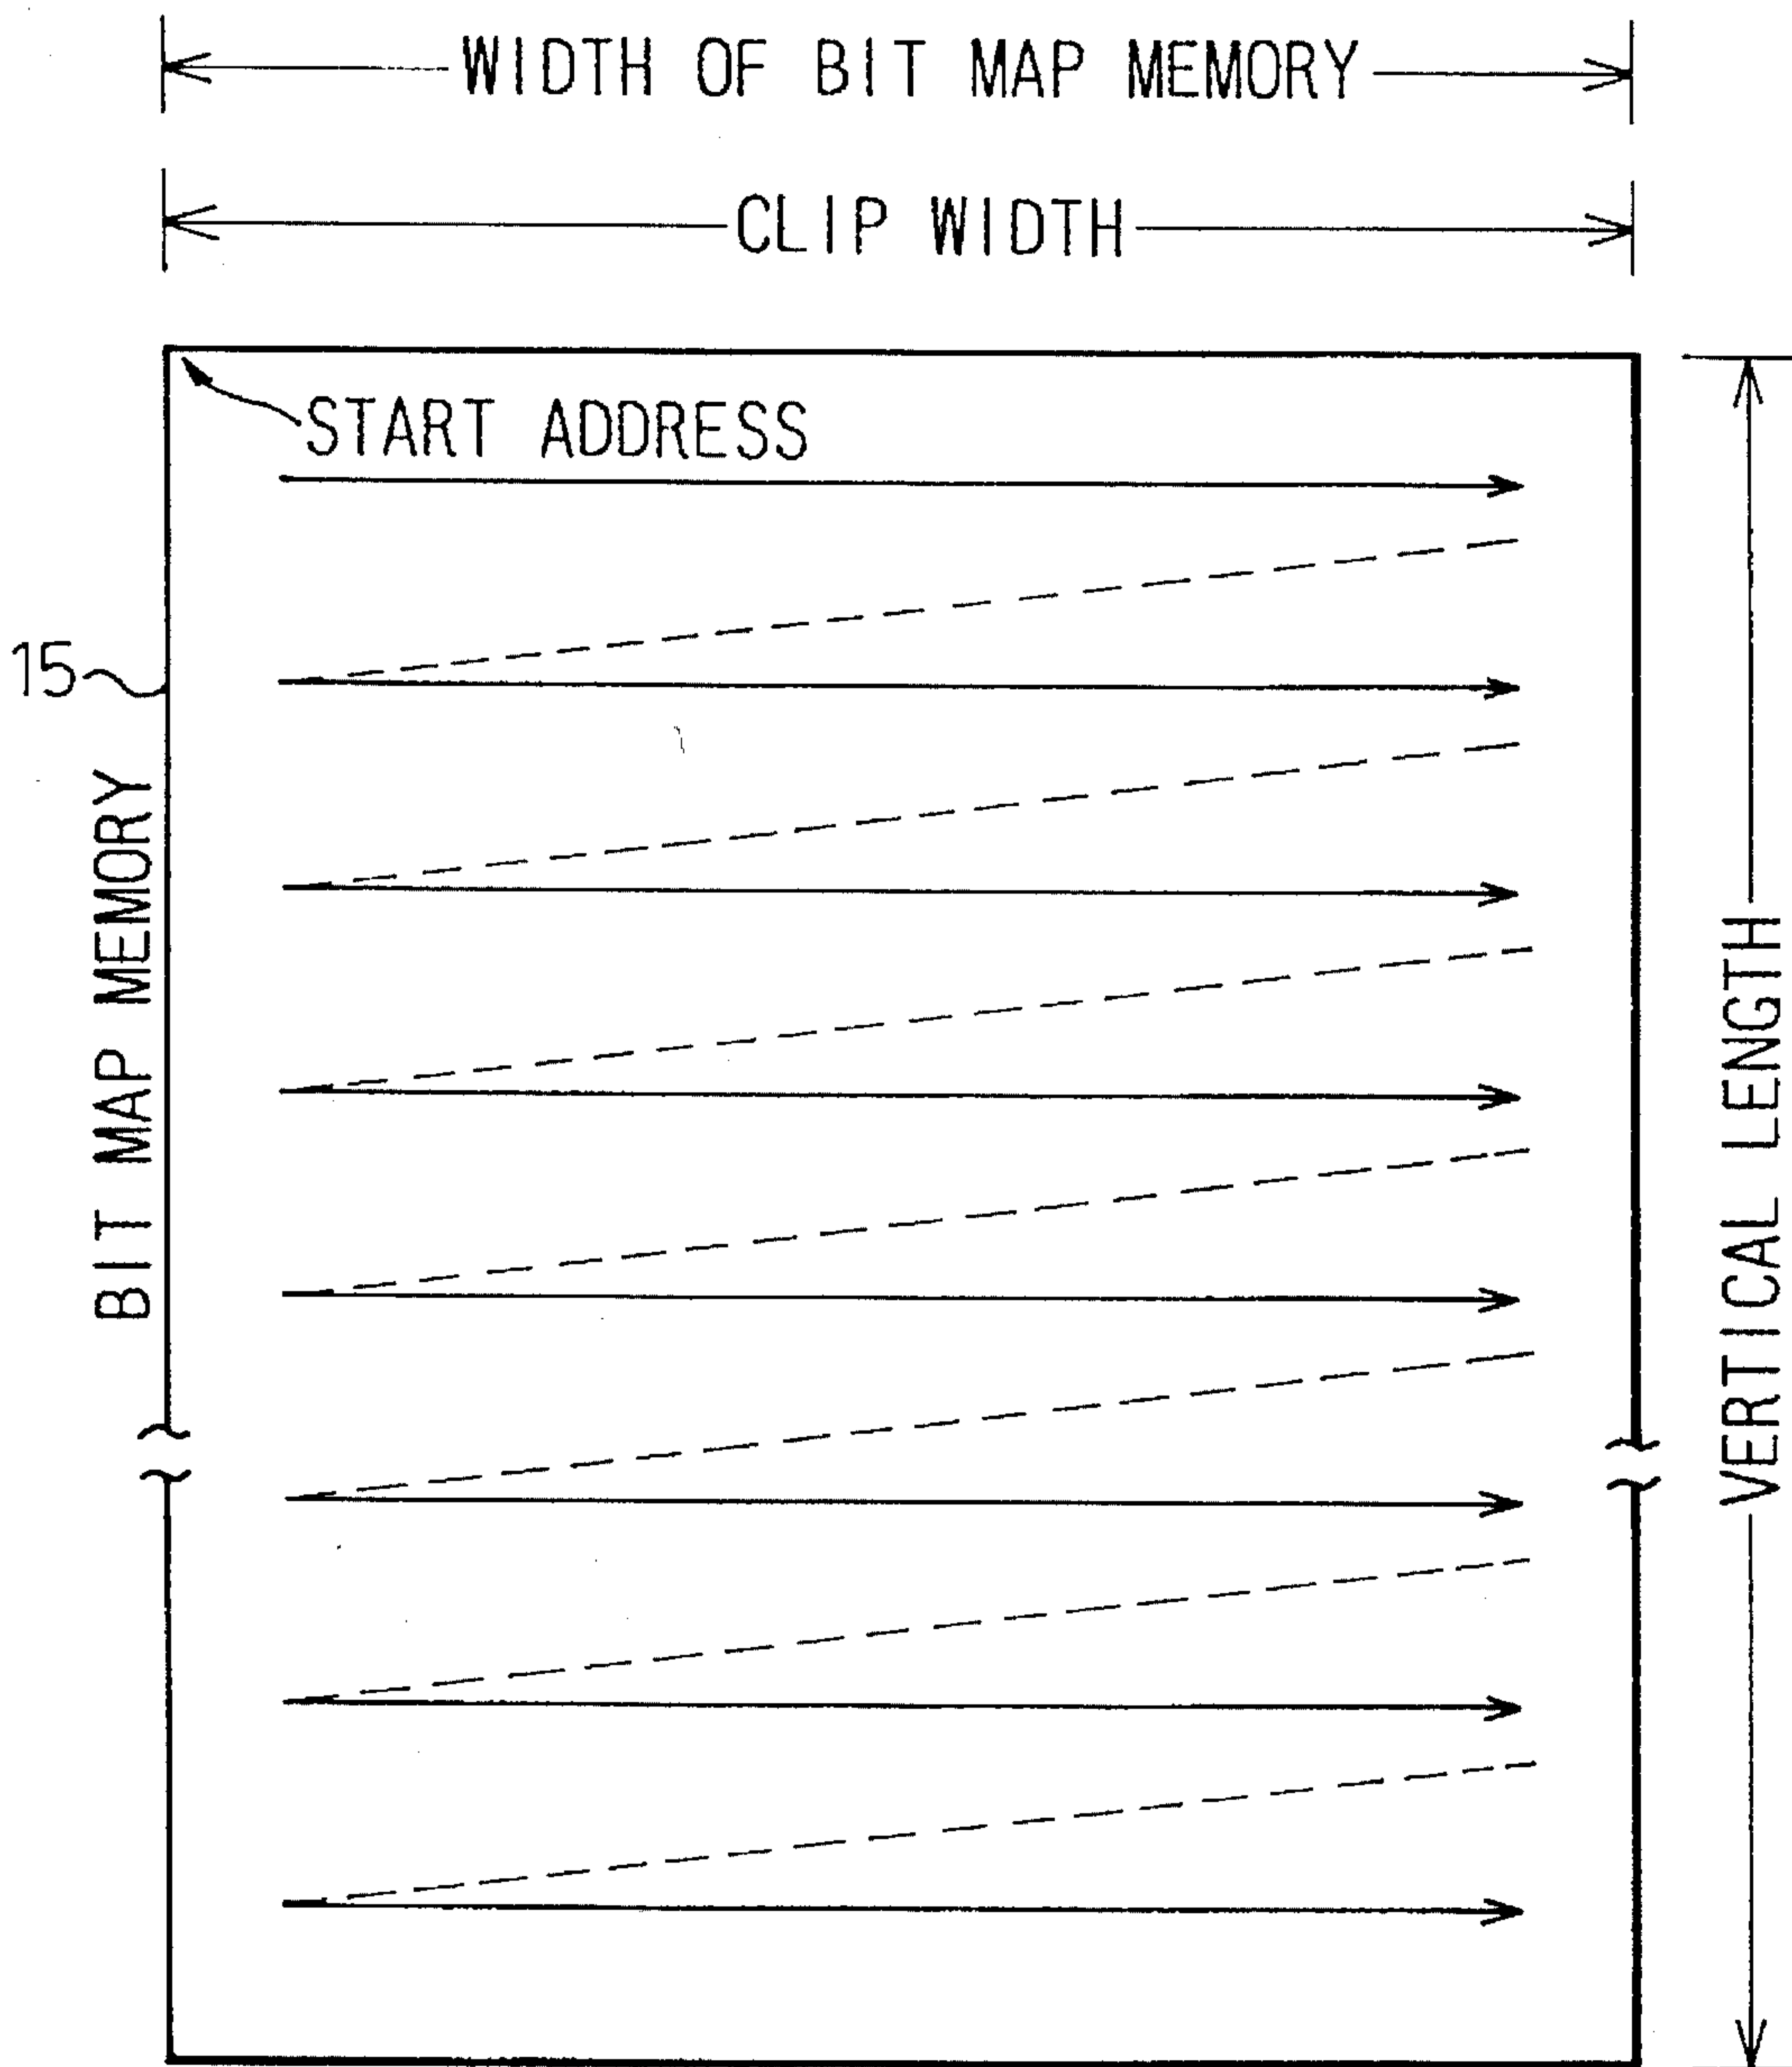 WIDTH OF BIT MAP MEMORY
CLIP WIDTH
START ADDRESS
15
BIT MAP MEMORY
VERTICAL LENGTH